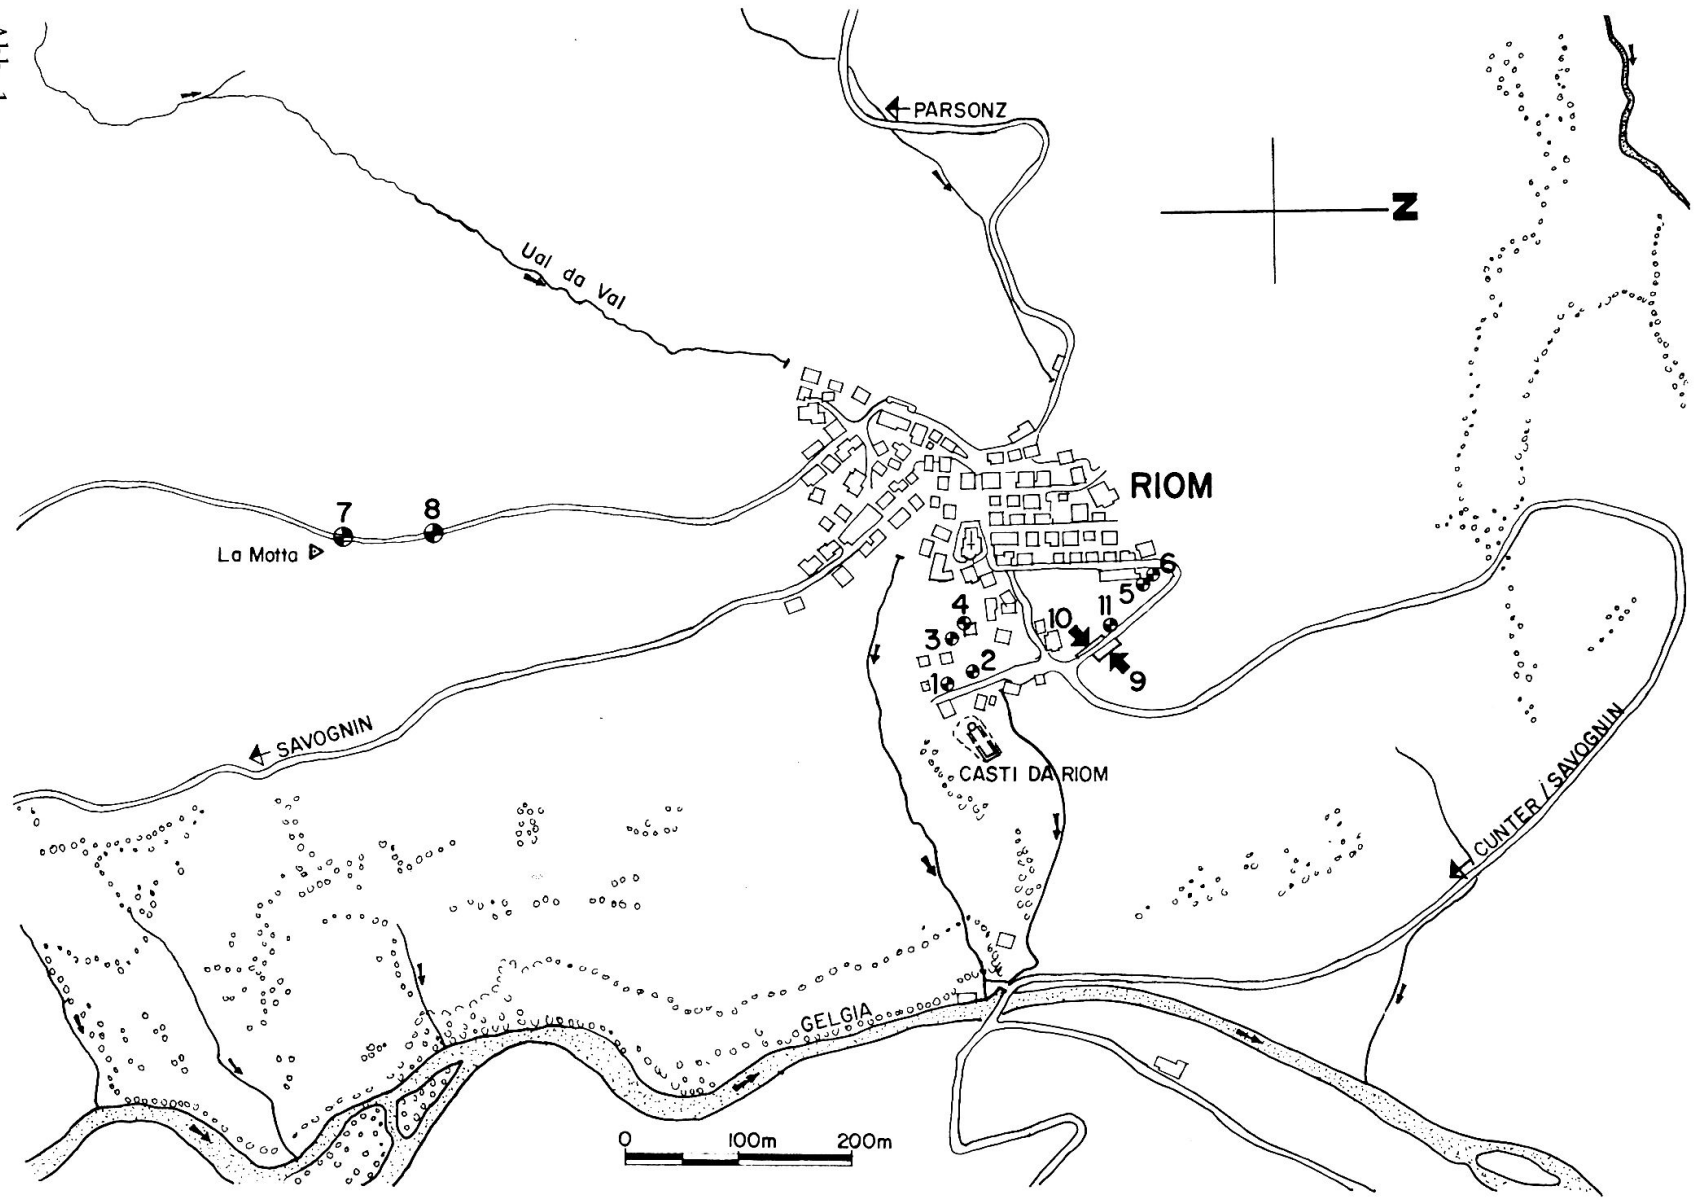 PARSONZ
N
Ual da Val
RIOM
7
8
La Motta
6
5
4
10
11
3
2
1
9
SAVOGNIN
CASTI DA RIOM
CUNTER / SAVOGNIN
GELGIA
0 100m 200m